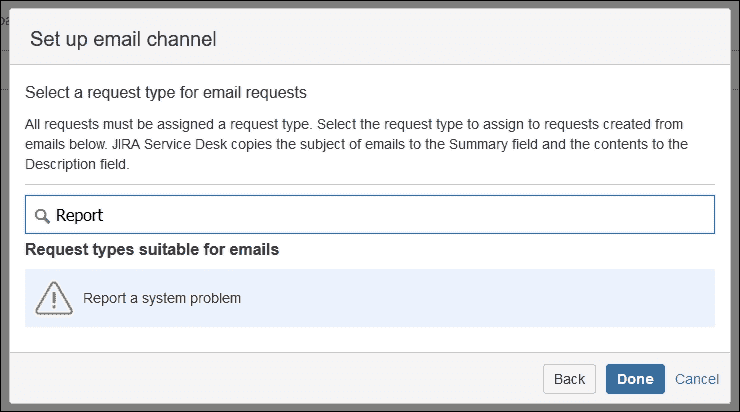 Set up email channel
Select a request type for email requests
All requests must be assigned a request type. Select the request type to assign to requests created from
emails below. JIRA Service Desk copies the subject of emails to the Summary field and the contents to the
Description field.
Report
Request types suitable for emails
Report a system problem
Back Done Cancel